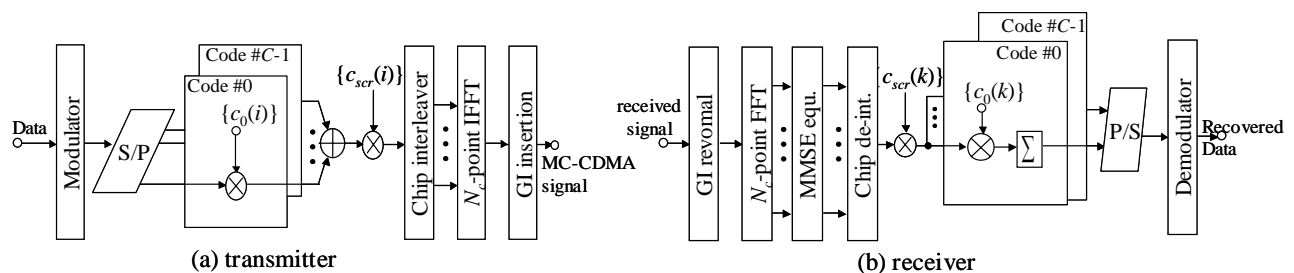 Data
Modulator
S/P
Code #C-1
Code #0
{c0(i)}
{cscr(i)}
Chip interleaver
Nc-point IFFT
GI insertion
MC-CDMA
signal
(a) transmitter
received
signal
GI revomal
Nc-point FFT
MMSE equ.
Chip de-int.
{cscr(k)}
Code #C-1
Code #0
{c0(k)}
∑
P/S
Demodulator
Recovered
Data
(b) receiver